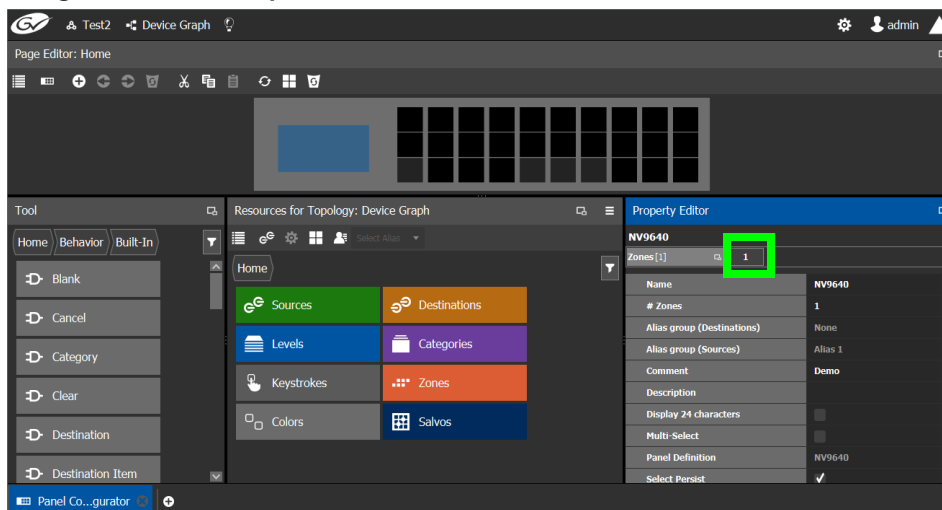 GV Test2 Device Graph admin
Page Editor: Home
Tool
Home Behavior Built-In
Blank
Cancel
Category
Clear
Destination
Destination Item
Resources for Topology: Device Graph
Select Alias
Home
Sources Destinations
Levels Categories
Keystrokes Zones
Colors Salvos
Property Editor
NV9640
Zones [1] 1
Name NV9640
# Zones 1
Alias group (Destinations) None
Alias group (Sources) Alias 1
Comment Demo
Description
Display 24 characters
Multi-Select
Panel Definition NV9640
Select Persist
Panel Co...gurator